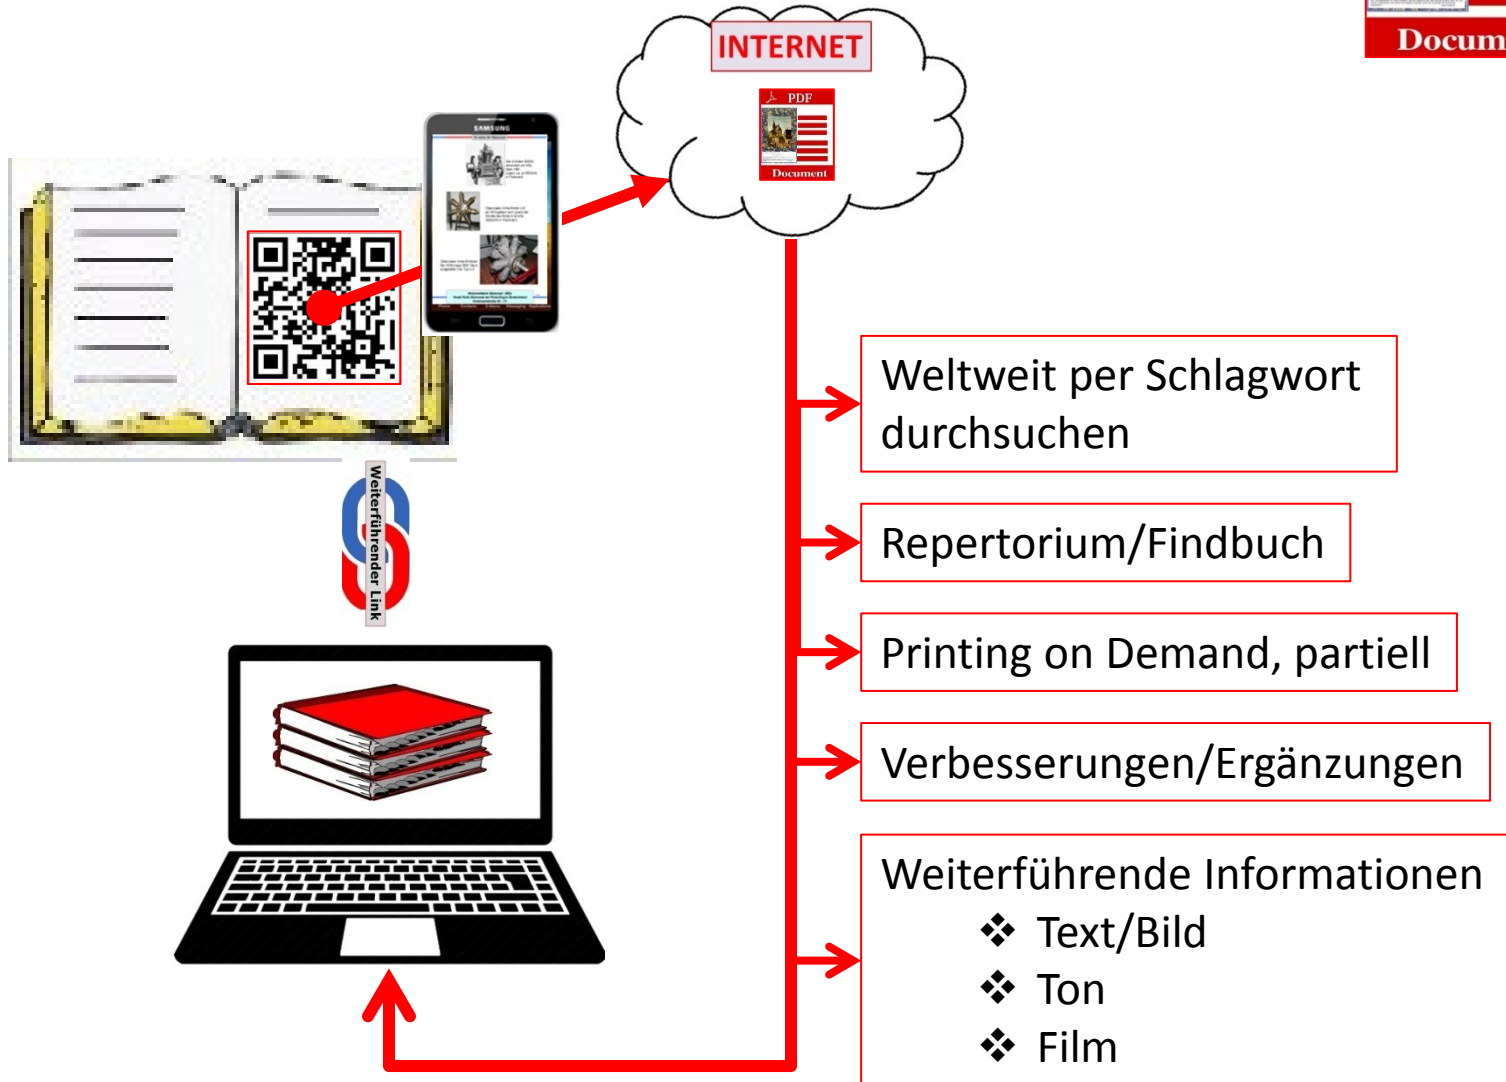 INTERNET
Docum
PDF
Document
SAMSUNG
Weiterführender Link
Weltweit per Schlagwort
durchsuchen
Repertorium/Findbuch
Printing on Demand, partiell
Verbesserungen/Ergänzungen
Weiterführende Informationen
❖ Text/Bild
❖ Ton
❖ Film